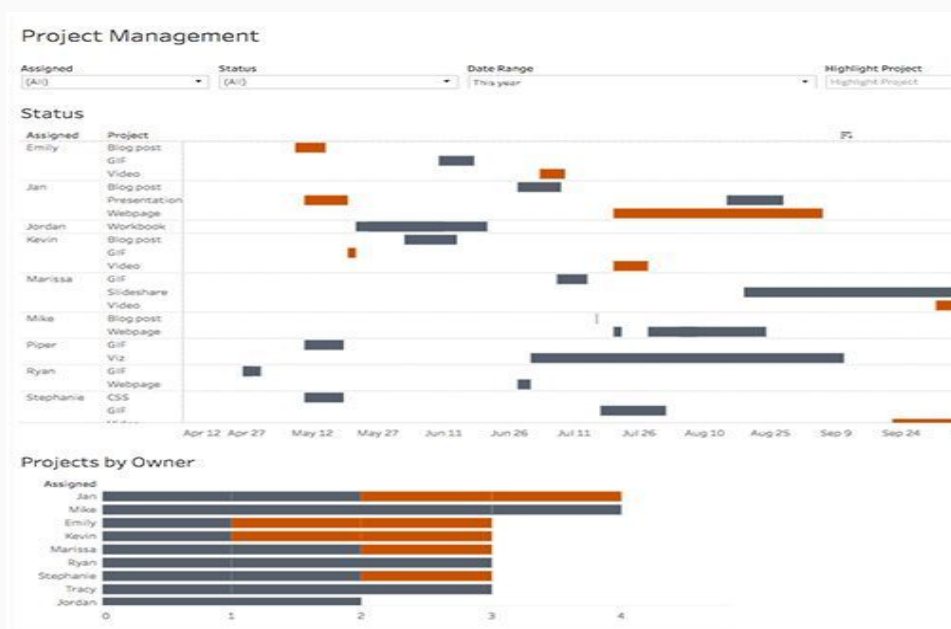 Project Management
Assigned Status Date Range Highlight Project
(All) (All) This year Highlight Project
Status
Assigned Project
Emily Blog post
GIF
Video
Jan Blog post
Presentation
Webpage
Jordan Workbook
Kevin Blog post
GIF
Video
Marissa GIF
Slideshare
Video
Mike Blog post
Webpage
Piper GIF
Viz
Ryan GIF
Webpage
Stephanie CSS
GIF
Apr 12 Apr 27 May 12 May 27 Jun 11 Jun 26 Jul 11 Jul 26 Aug 10 Aug 25 Sep 9 Sep 24
Projects by Owner
Assigned
Jan
Mike
Emily
Kevin
Marissa
Ryan
Stephanie
Tracy
Jordan
0 1 2 3 4